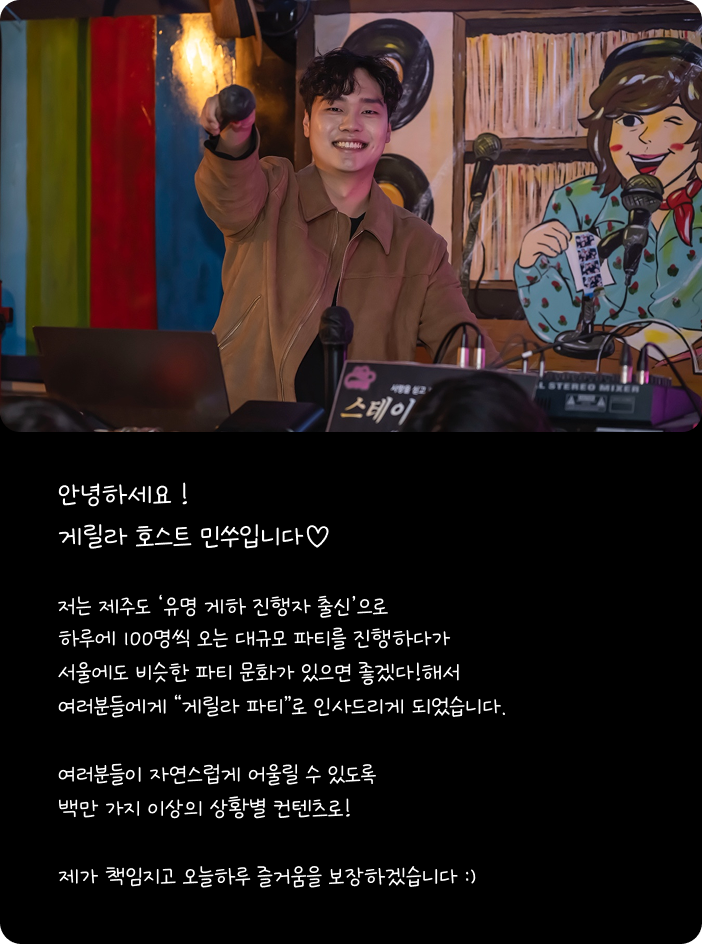 사랑을 싣고
스테이
L STEREO MIXER
안녕하세요 !
게릴라 호스트 민쑤입니다♡
저는 제주도 ‘유명 게하 진행자 출신’으로
하루에 100명씩 오는 대규모 파티를 진행하다가
서울에도 비슷한 파티 문화가 있으면 좋겠다!해서
여러분들에게 “게릴라 파티”로 인사드리게 되었습니다.
여러분들이 자연스럽게 어울릴 수 있도록
백만 가지 이상의 상황별 컨텐츠로!
제가 책임지고 오늘하루 즐거움을 보장하겠습니다 :)